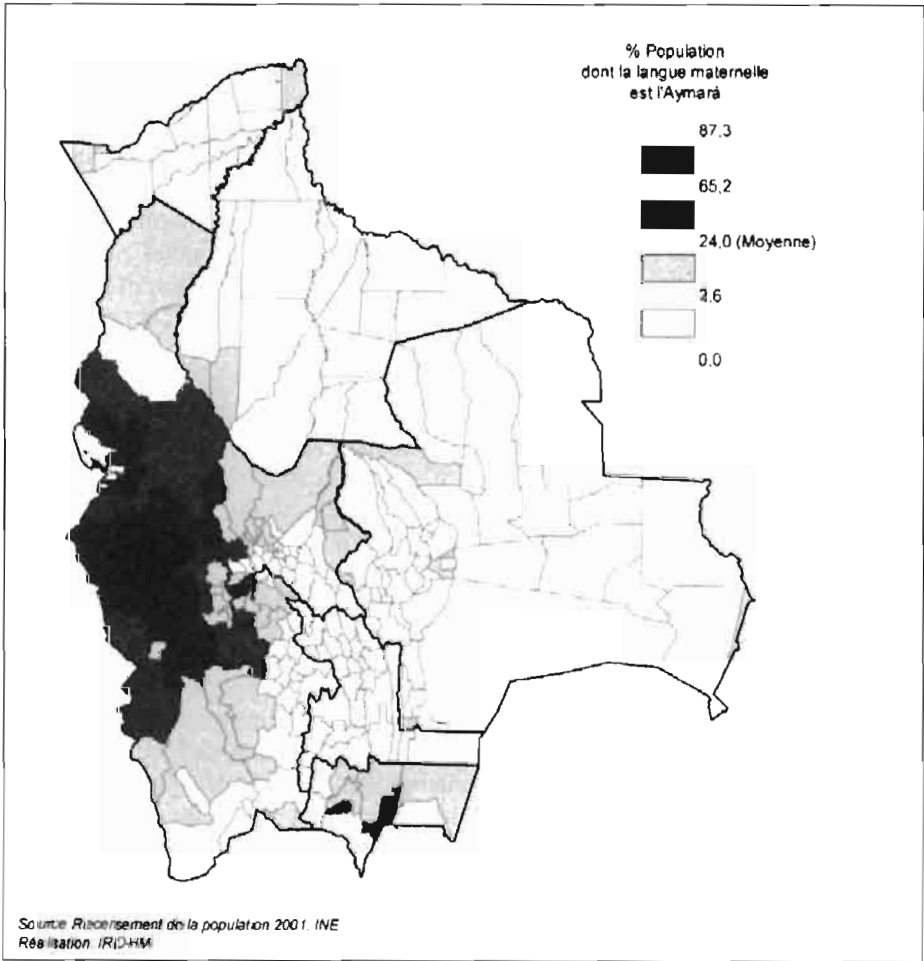 % Population
dont la langue maternelle
est l'Aymará
87,3
65,2
24,0 (Moyenne)
2.6
0.0
Source Recensement de la population 2001. INE
Réalisation. IRD-HM